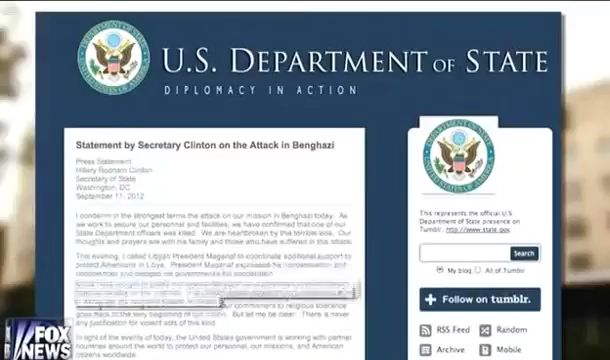 U.S. DEPARTMENT OF STATE
DIPLOMACY IN ACTION
Statement by Secretary Clinton on the Attack in Benghazi
Press Statement
Hillary Rodham Clinton
Secretary of State
Washington, DC
September 11, 2012
I condemn in the strongest terms the attack on our mission in Benghazi today. As
we work to secure our personnel and facilities, we have confirmed that one of our
State Department officers was killed. We are heartbroken by this terrible loss. Our
thoughts and prayers are with his family and those who have suffered in this attack.
This evening, I called Libyan President Magariaf to coordinate additional support to
protect Americans in Libya. President Magariaf expressed his condemnation and
condolences and pledged his government's full cooperation.
our commitment to religious tolerance
goes back to the very beginning of our nation. But let me be clear: There is never
any justification for violent acts of this kind.
In light of the events of today, the United States government is working with partner
countries around the world to protect our personnel, our missions, and American
citizens worldwide.
This represents the official U.S.
Department of State presence on
Tumblr. http://www.state.gov
Search
My blog All of Tumblr
Follow on tumblr.
RSS Feed
Random
Archive
Mobile
FOX
NEWS